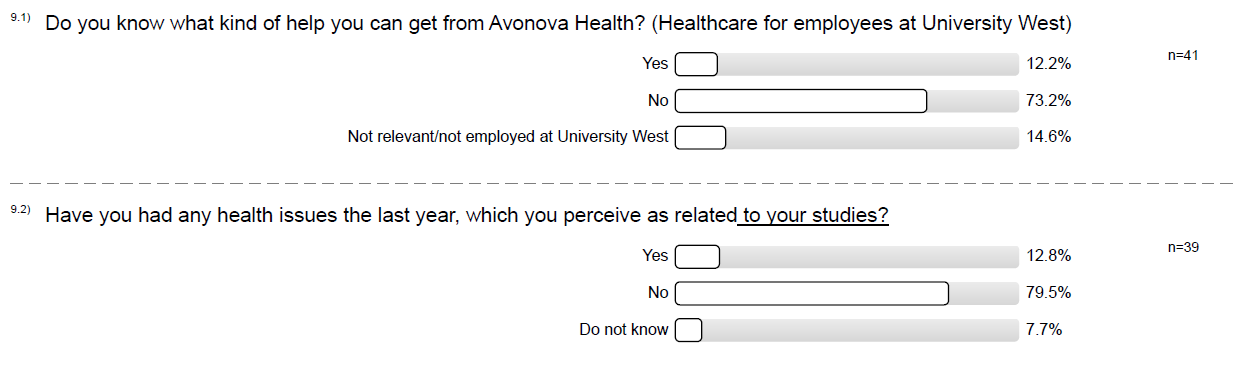 9.1) Do you know what kind of help you can get from Avonova Health? (Healthcare for employees at University West)
Yes 12.2% n=41
No 73.2%
Not relevant/not employed at University West 14.6%
9.2) Have you had any health issues the last year, which you perceive as related to your studies?
Yes 12.8% n=39
No 79.5%
Do not know 7.7%